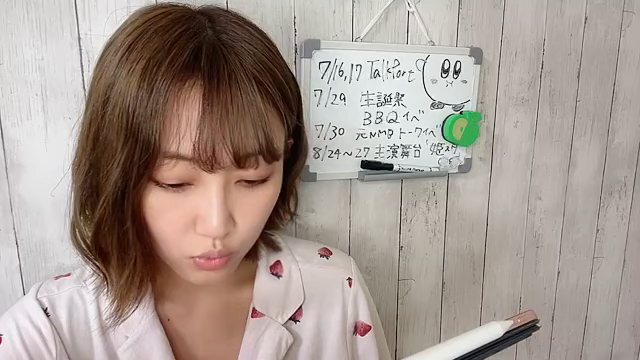 7/16,17 Talkfort
7/29 生誕祭
BBQイベ
7/30 元NMBトークイベ
8/24〜27 主演舞台